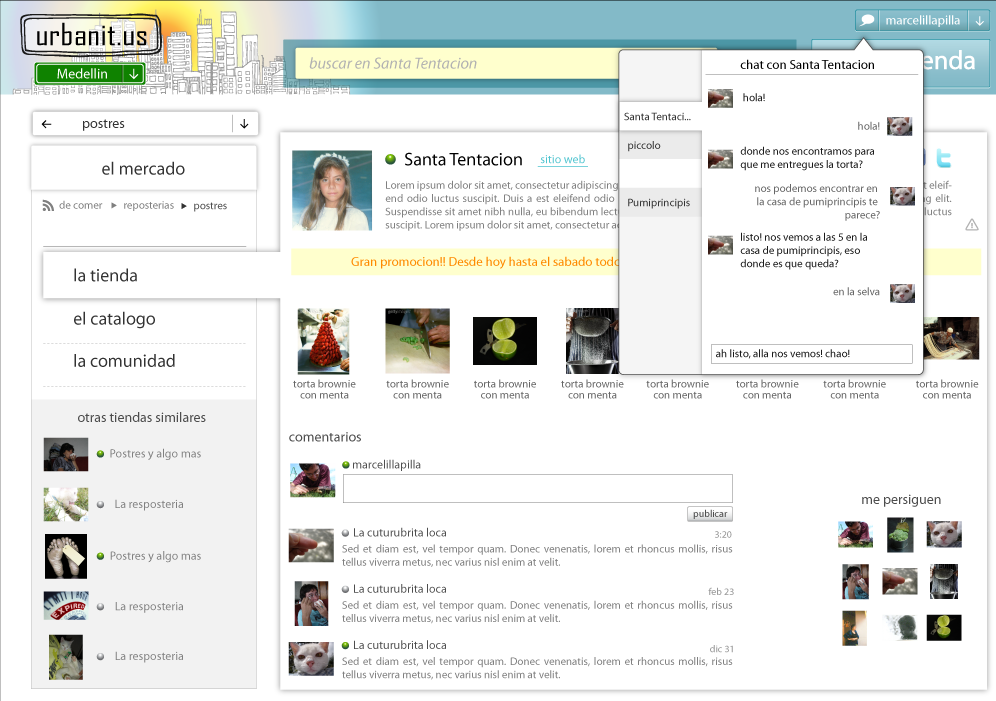 urbanit.us
Medellin
marcelillapilla
buscar en Santa Tentacion
enda
postres
el mercado
de comer
reposterias
postres
la tienda
el catalogo
la comunidad
otras tiendas similares
Postres y algo mas
La resposteria
Postres y algo mas
La resposteria
La resposteria
Santa Tentacion
sitio web
Lorem ipsum dolor sit amet, consectetur adipiscing
end odio luctus suscipit. Duis a est eleifend odio
Suspendisse sit amet nibh nulla, eu bibendum lect
suscipit. Lorem ipsum dolor sit amet, consectetur ad
t eleif-
ng elit.
luctus
Gran promocion!! Desde hoy hasta el sabado todo
chat con Santa Tentacion
Santa Tentaci...
piccolo
Pumiprincipis
hola!
hola!
donde nos encontramos para
que me entregues la torta?
nos podemos encontrar en
la casa de pumiprincipis te
parece?
listo! nos vemos a las 5 en la
casa de pumiprincipis, eso
donde es que queda?
en la selva
ah listo, alla nos vemos! chao!
torta brownie
con menta
torta brownie
con menta
torta brownie
con menta
torta brownie
con menta
torta brownie
con menta
torta brownie
con menta
torta brownie
con menta
torta brownie
con menta
comentarios
marcelillapilla
publicar
La cuturubrita loca
3:20
Sed et diam est, vel tempor quam. Donec venenatis, lorem et rhoncus mollis, risus
tellus viverra metus, nec varius nisl enim at velit.
La cuturubrita loca
feb 23
Sed et diam est, vel tempor quam. Donec venenatis, lorem et rhoncus mollis, risus
tellus viverra metus, nec varius nisl enim at velit.
La cuturubrita loca
dic 31
Sed et diam est, vel tempor quam. Donec venenatis, lorem et rhoncus mollis, risus
tellus viverra metus, nec varius nisl enim at velit.
me persiguen
EXPIRED